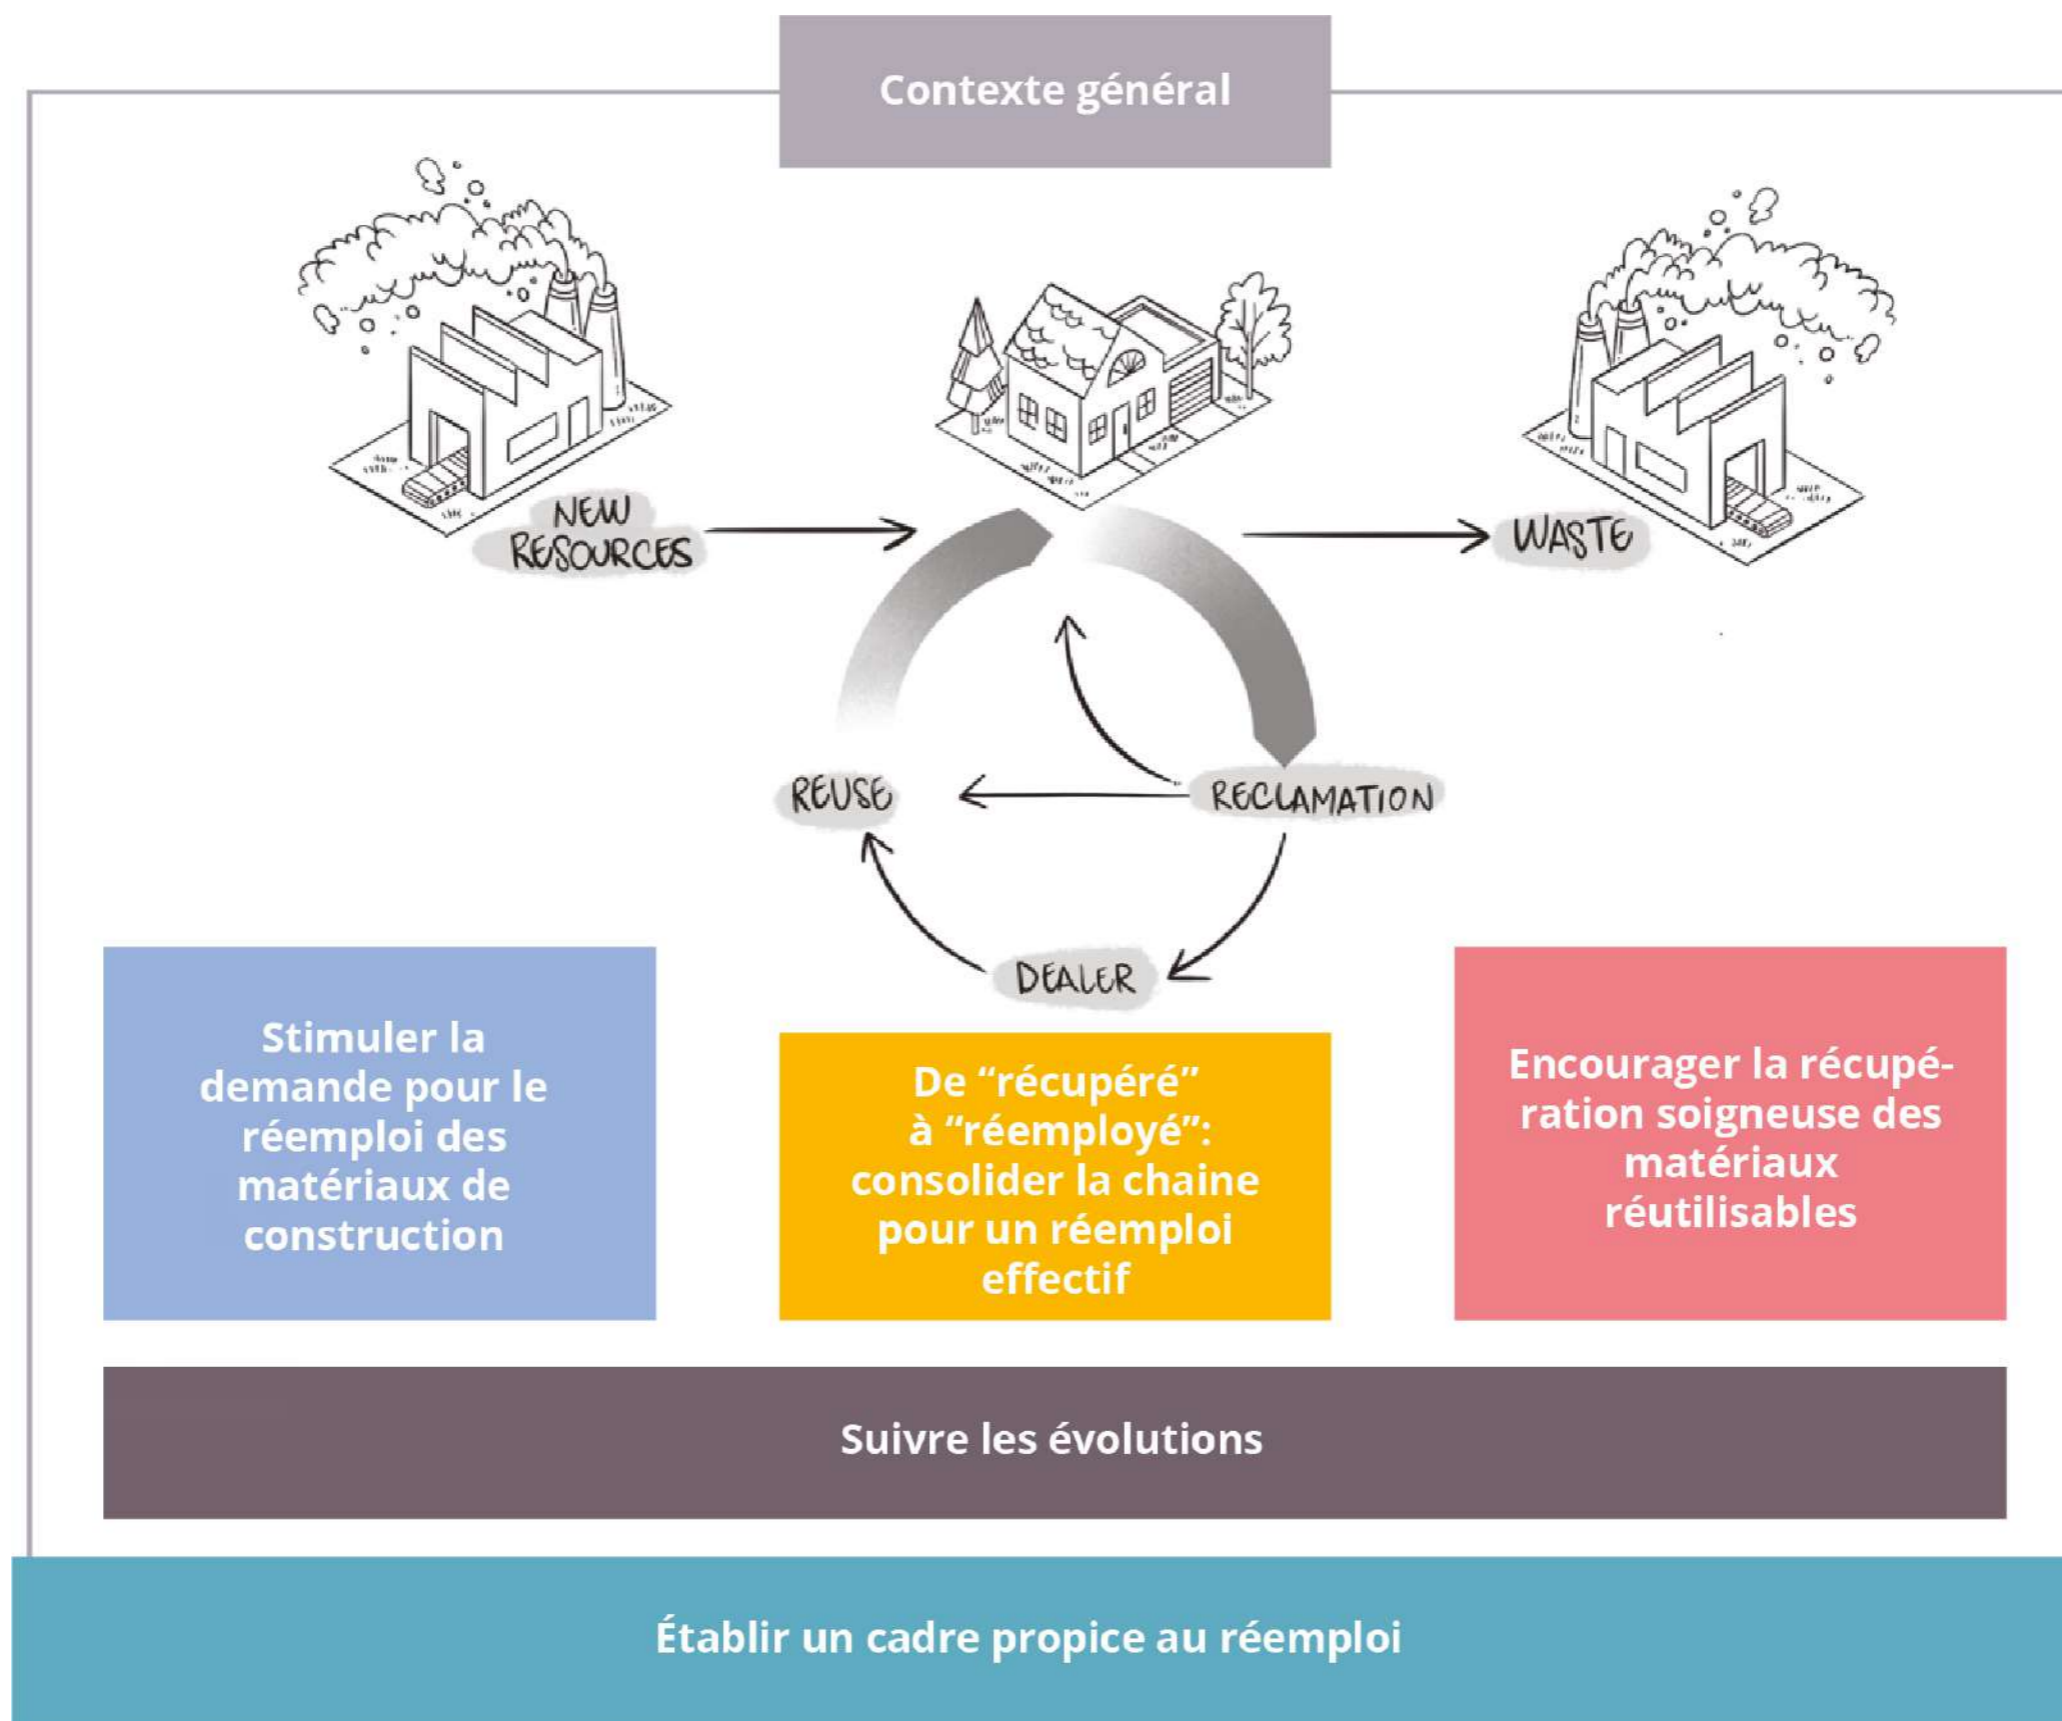 Contexte général
NEW
RESOURCES
WASTE
REUSE
RECLAMATION
DEALER
Stimuler la
demande pour le
réemploi des
matériaux de
construction
De “récupéré”
à “réemployé”:
consolider la chaine
pour un réemploi
effectif
Encourager la récupé-
ration soigneuse des
matériaux
réutilisables
Suivre les évolutions
Établir un cadre propice au réemploi